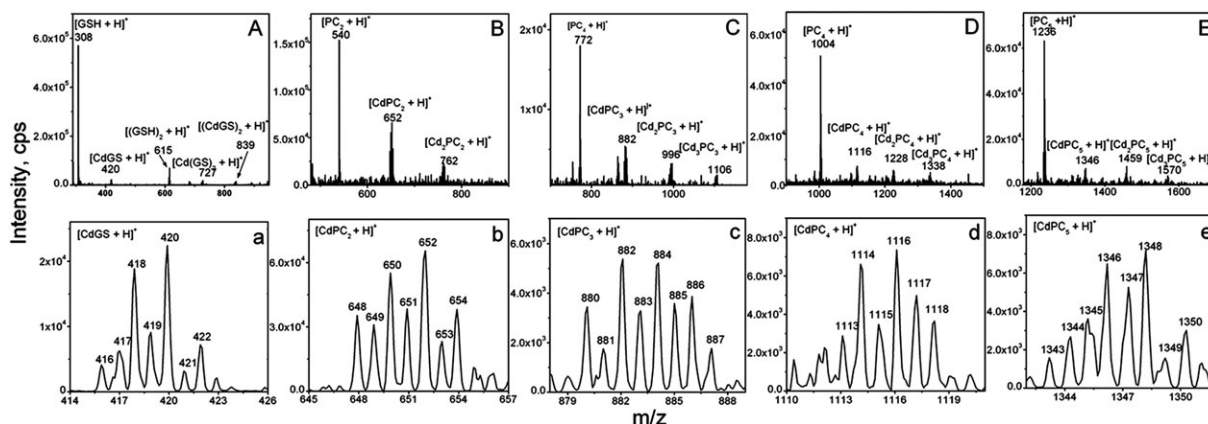 Intensity, cps
A
[GSH + H]+
308
6.0x10⁵
4.0x10⁵
2.0x10⁵
0.0
[(GSH)₂ + H]+
[(CdGS)₂ + H]+
615
839
[CdGS + H]+
[Cd(GS)₂ + H]+
420
727
400
600
800
B
[PC₂ + H]+
540
1.5x10⁵
1.0x10⁵
5.0x10⁴
0.0
[CdPC₂ + H]+
652
[Cd₂PC₂ + H]+
762
600
800
C
[PC₄ + H]+
772
2x10⁴
1x10⁴
0
[CdPC₃ + H]+
882
[Cd₂PC₃ + H]+
996
[Cd₃PC₃ + H]+
1106
800
1000
D
[PC₄ + H]+
1004
6.0x10⁴
4.0x10⁴
2.0x10⁴
0.0
[CdPC₄ + H]+
1116
[Cd₂PC₄ + H]+
1228
[Cd₃PC₄ + H]+
1338
1000
1200
1400
E
[PC₅ +H]+
1236
6.0x10⁴
4.0x10⁴
2.0x10⁴
0.0
[CdPC₅ + H]+
1346
[Cd₂PC₅ + H]+
1459
[Cd₃PC₅ + H]+
1570
1200
1400
1600
a
[CdGS + H]+
2x10⁴
1x10⁴
0
416
417
418
419
420
421
422
414
417
420
423
426
b
[CdPC₂ + H]+
6.0x10⁴
3.0x10⁴
0.0
648
649
650
651
652
653
654
645
648
651
654
657
c
[CdPC₃ + H]+
6.0x10³
4.0x10³
2.0x10³
0.0
880
881
882
883
884
885
886
887
879
882
885
888
d
[CdPC₄ + H]+
8.0x10³
6.0x10³
4.0x10³
2.0x10³
0.0
1113
1114
1115
1116
1117
1118
1110
1113
1116
1119
e
[CdPC₅ + H]+
8.0x10³
6.0x10³
4.0x10³
2.0x10³
0.0
1343
1344
1345
1346
1347
1348
1349
1350
1344
1347
1350
m/z